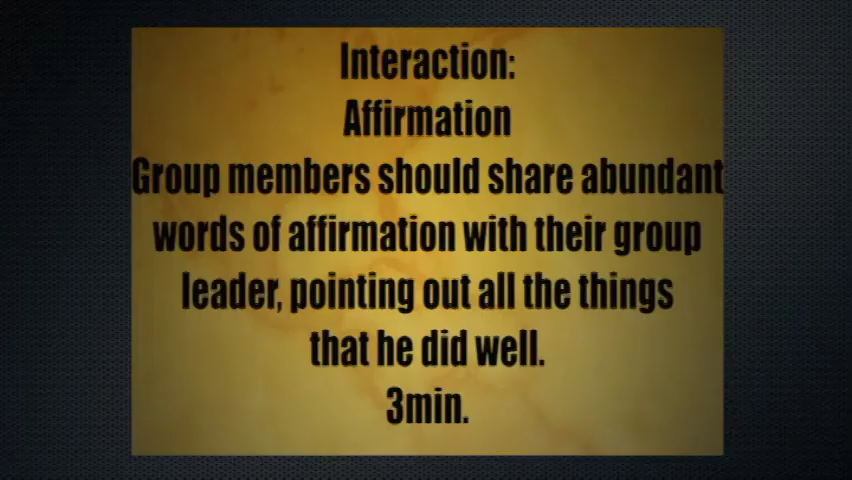 Interaction:
Affirmation
Group members should share abundant
words of affirmation with their group
leader, pointing out all the things
that he did well.
3min.